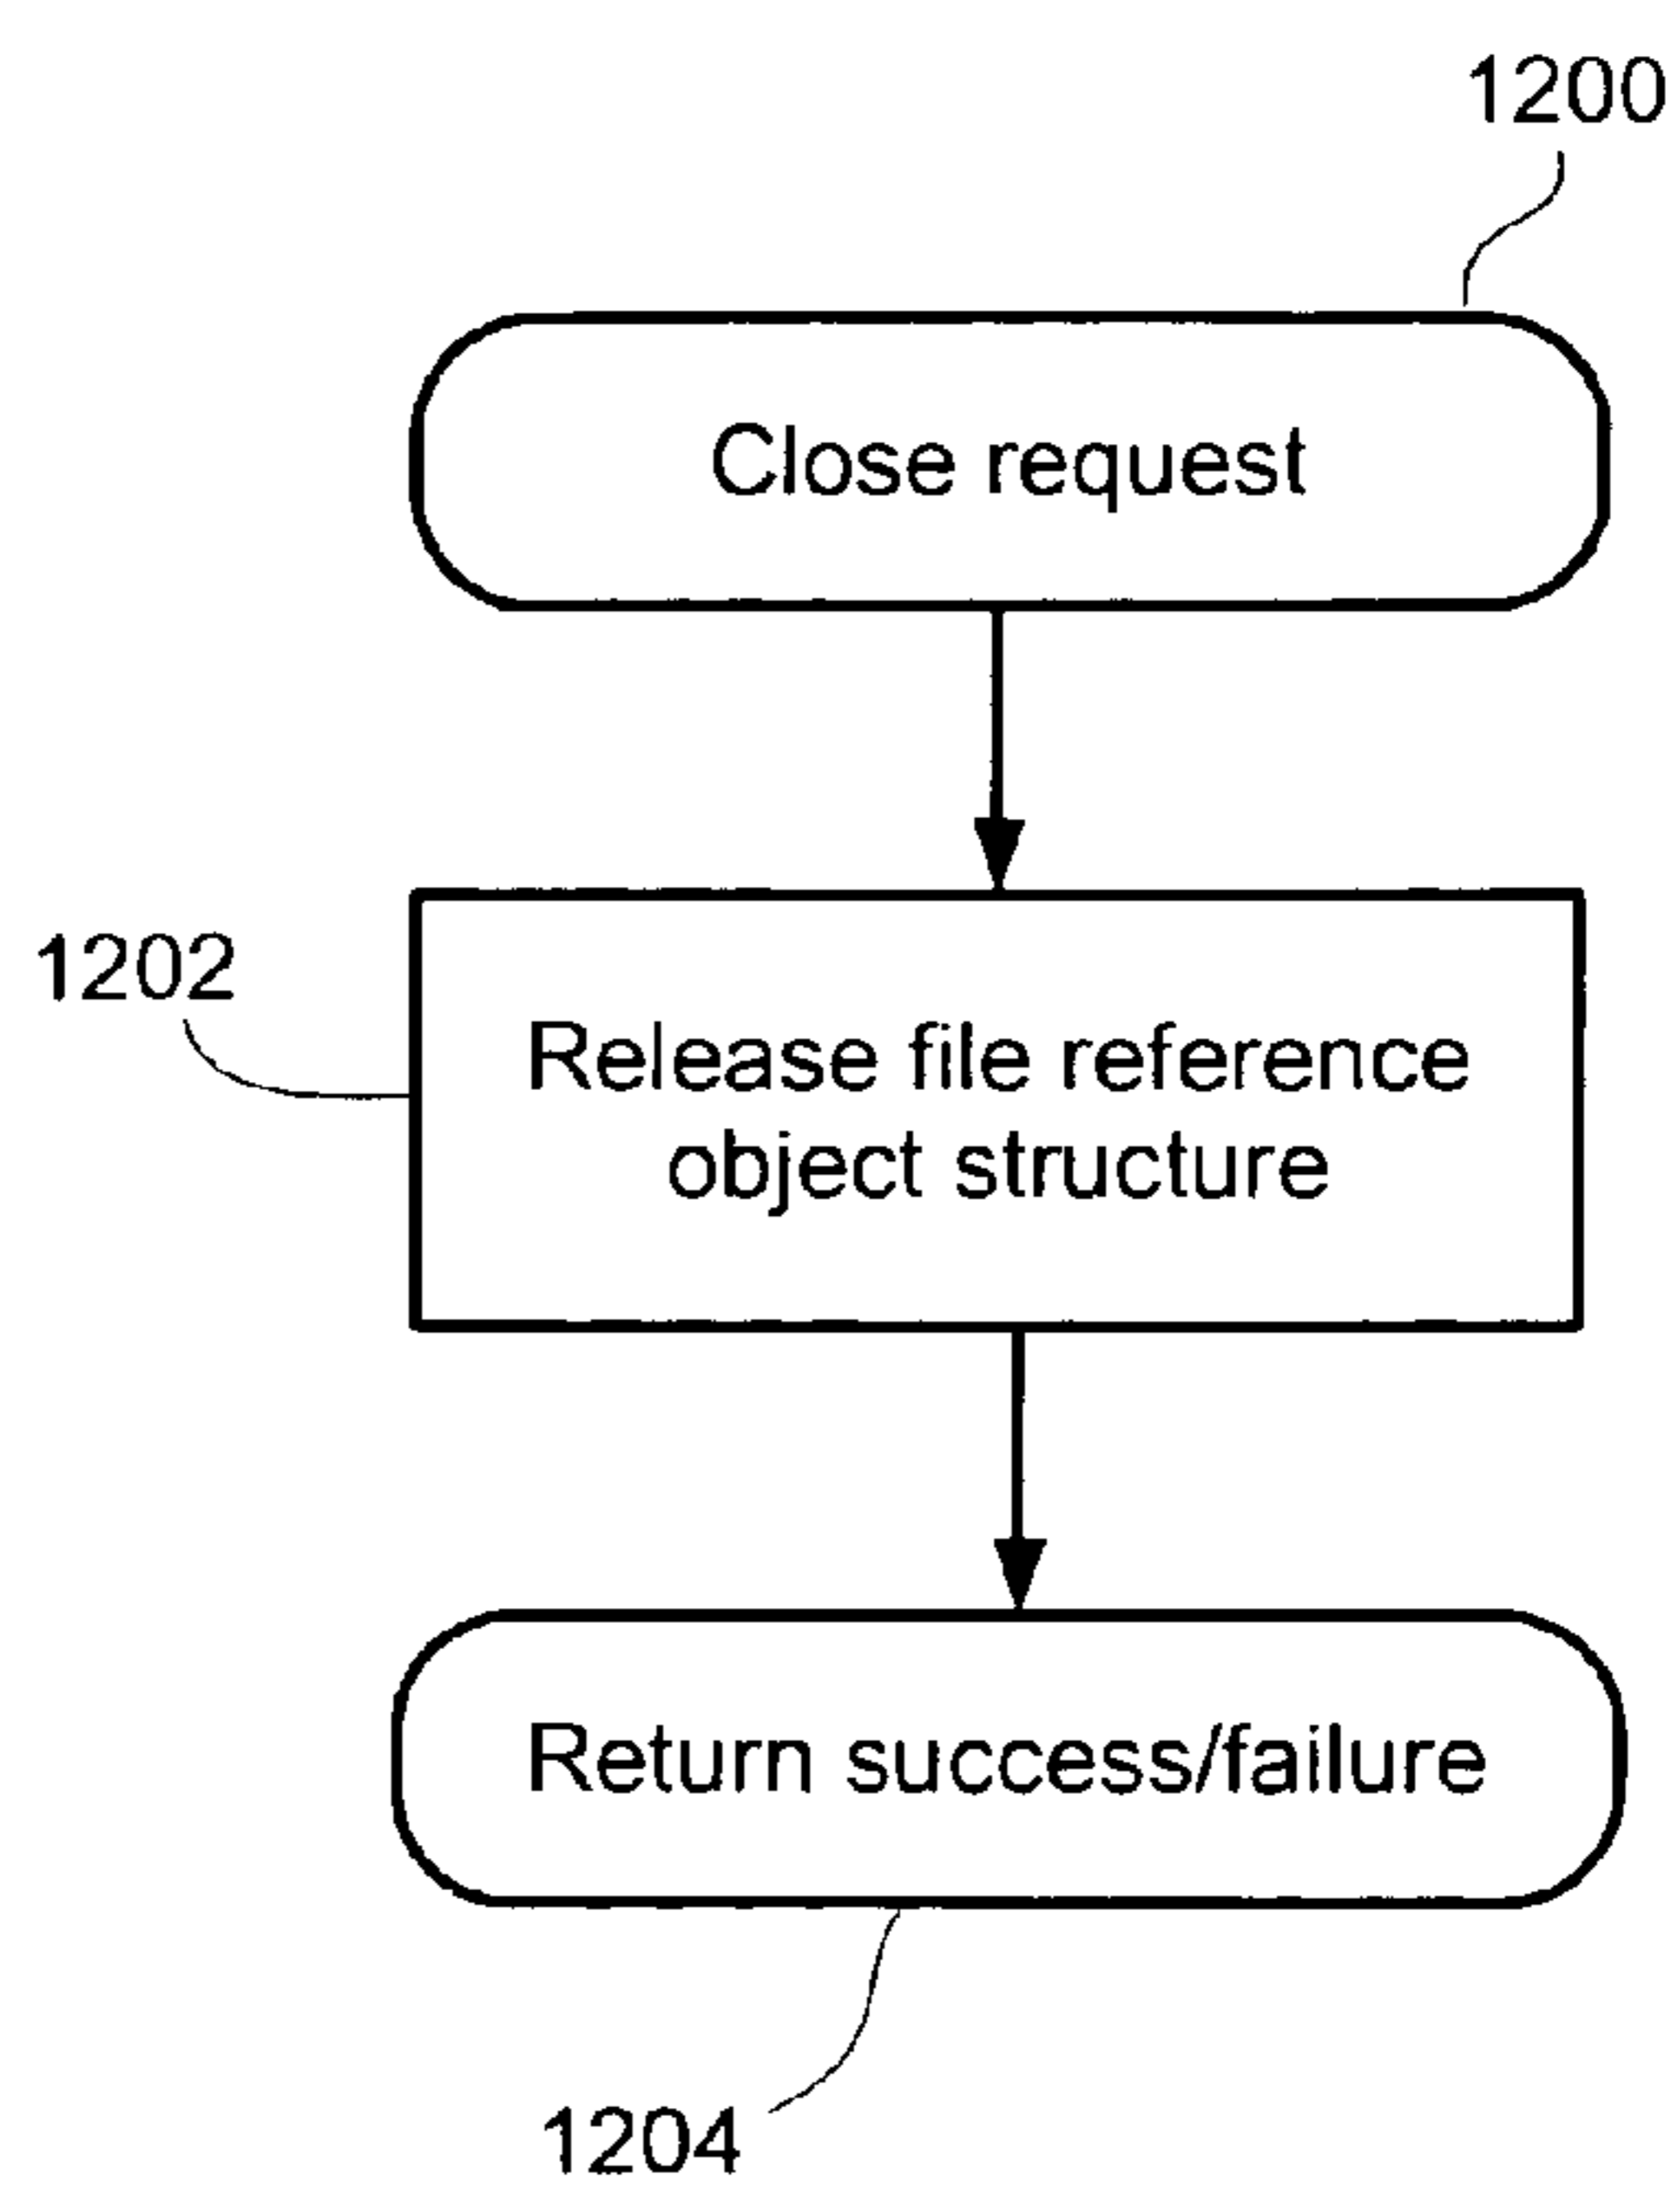 1200
Close request
1202
Release file reference
object structure
Return success/failure
1204